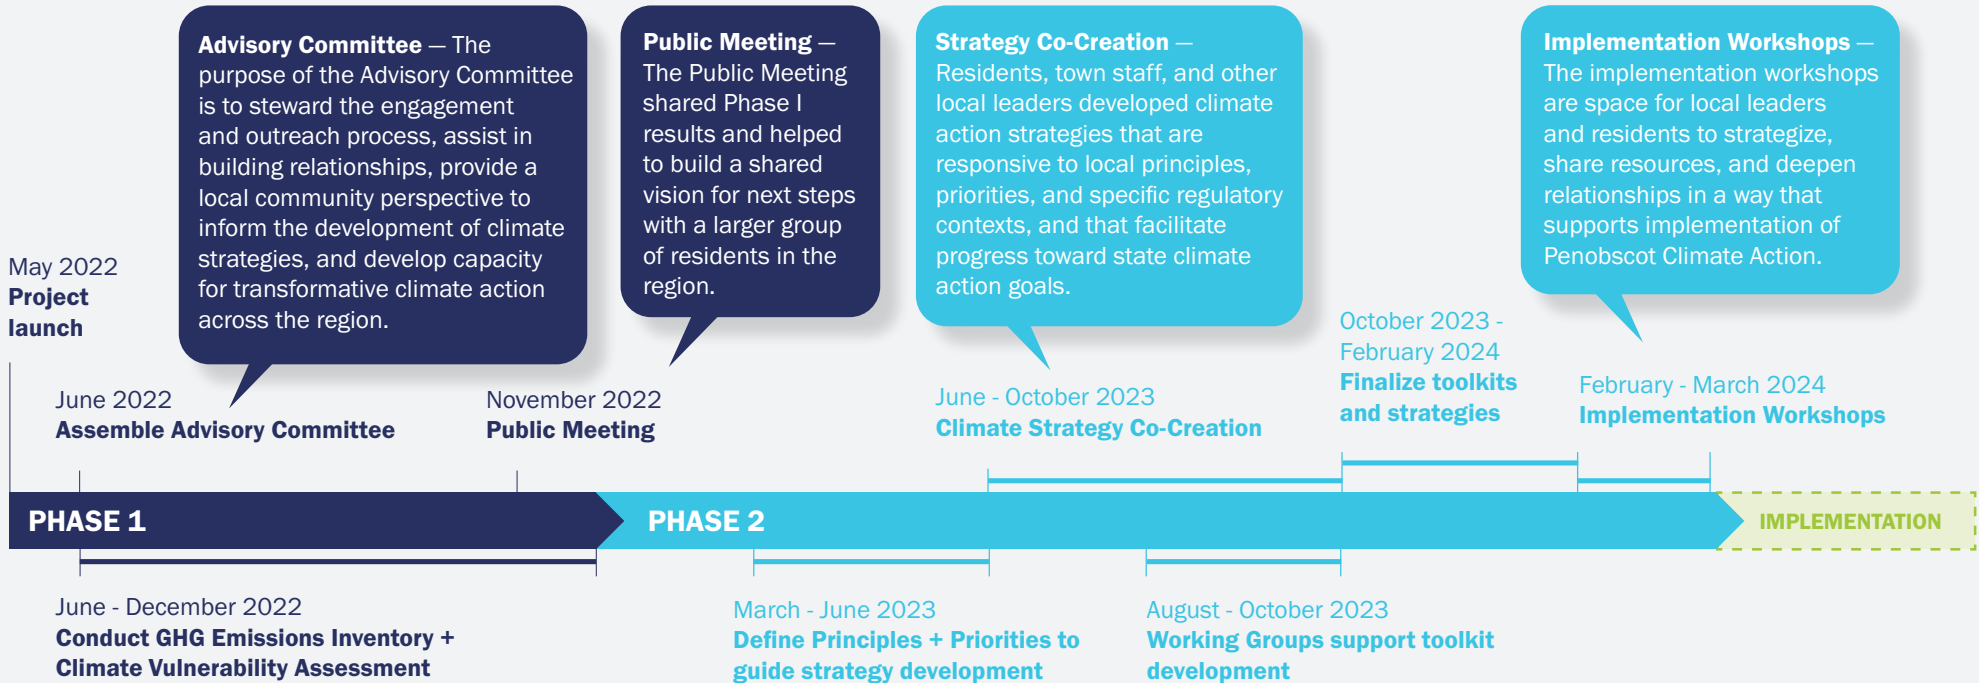 Advisory Committee — The
purpose of the Advisory Committee
is to steward the engagement
and outreach process, assist in
building relationships, provide a
local community perspective to
inform the development of climate
strategies, and develop capacity
for transformative climate action
across the region.
Public Meeting —
The Public Meeting
shared Phase I
results and helped
to build a shared
vision for next steps
with a larger group
of residents in the
region.
Strategy Co-Creation —
Residents, town staff, and other
local leaders developed climate
action strategies that are
responsive to local principles,
priorities, and specific regulatory
contexts, and that facilitate
progress toward state climate
action goals.
Implementation Workshops —
The implementation workshops
are space for local leaders
and residents to strategize,
share resources, and deepen
relationships in a way that
supports implementation of
Penobscot Climate Action.
May 2022
Project
launch
June 2022
Assemble Advisory Committee
November 2022
Public Meeting
June - October 2023
Climate Strategy Co-Creation
October 2023 -
February 2024
Finalize toolkits
and strategies
February - March 2024
Implementation Workshops
PHASE 1
PHASE 2
IMPLEMENTATION
June - December 2022
Conduct GHG Emissions Inventory +
Climate Vulnerability Assessment
March - June 2023
Define Principles + Priorities to
guide strategy development
August - October 2023
Working Groups support toolkit
development